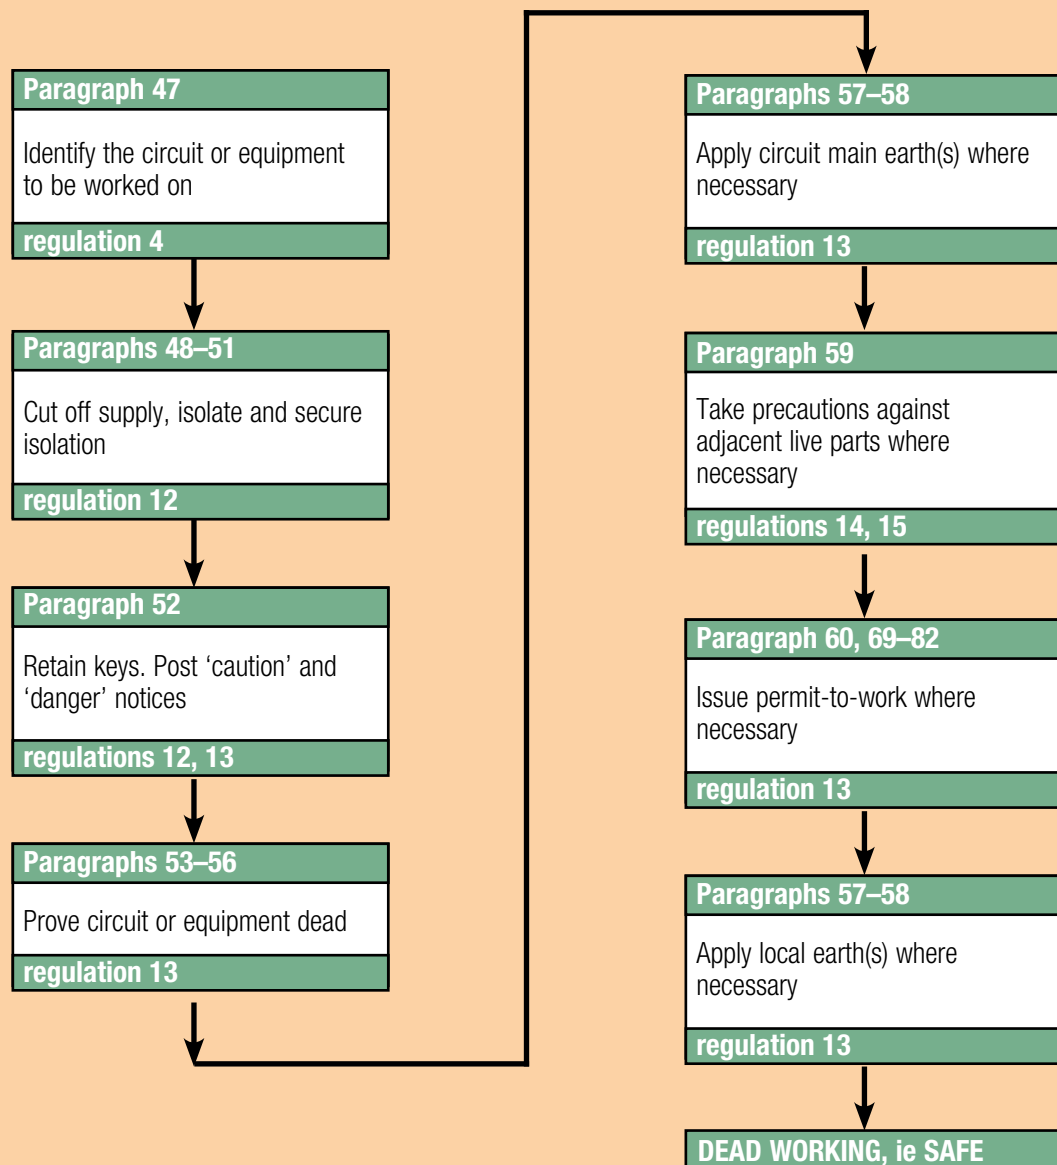 Paragraph 47
Identify the circuit or equipment
to be worked on
regulation 4
Paragraphs 48–51
Cut off supply, isolate and secure
isolation
regulation 12
Paragraph 52
Retain keys. Post ‘caution’ and
‘danger’ notices
regulations 12, 13
Paragraphs 53–56
Prove circuit or equipment dead
regulation 13
Paragraphs 57–58
Apply circuit main earth(s) where
necessary
regulation 13
Paragraph 59
Take precautions against
adjacent live parts where
necessary
regulations 14, 15
Paragraph 60, 69–82
Issue permit-to-work where
necessary
regulation 13
Paragraphs 57–58
Apply local earth(s) where
necessary
regulation 13
DEAD WORKING, ie SAFE